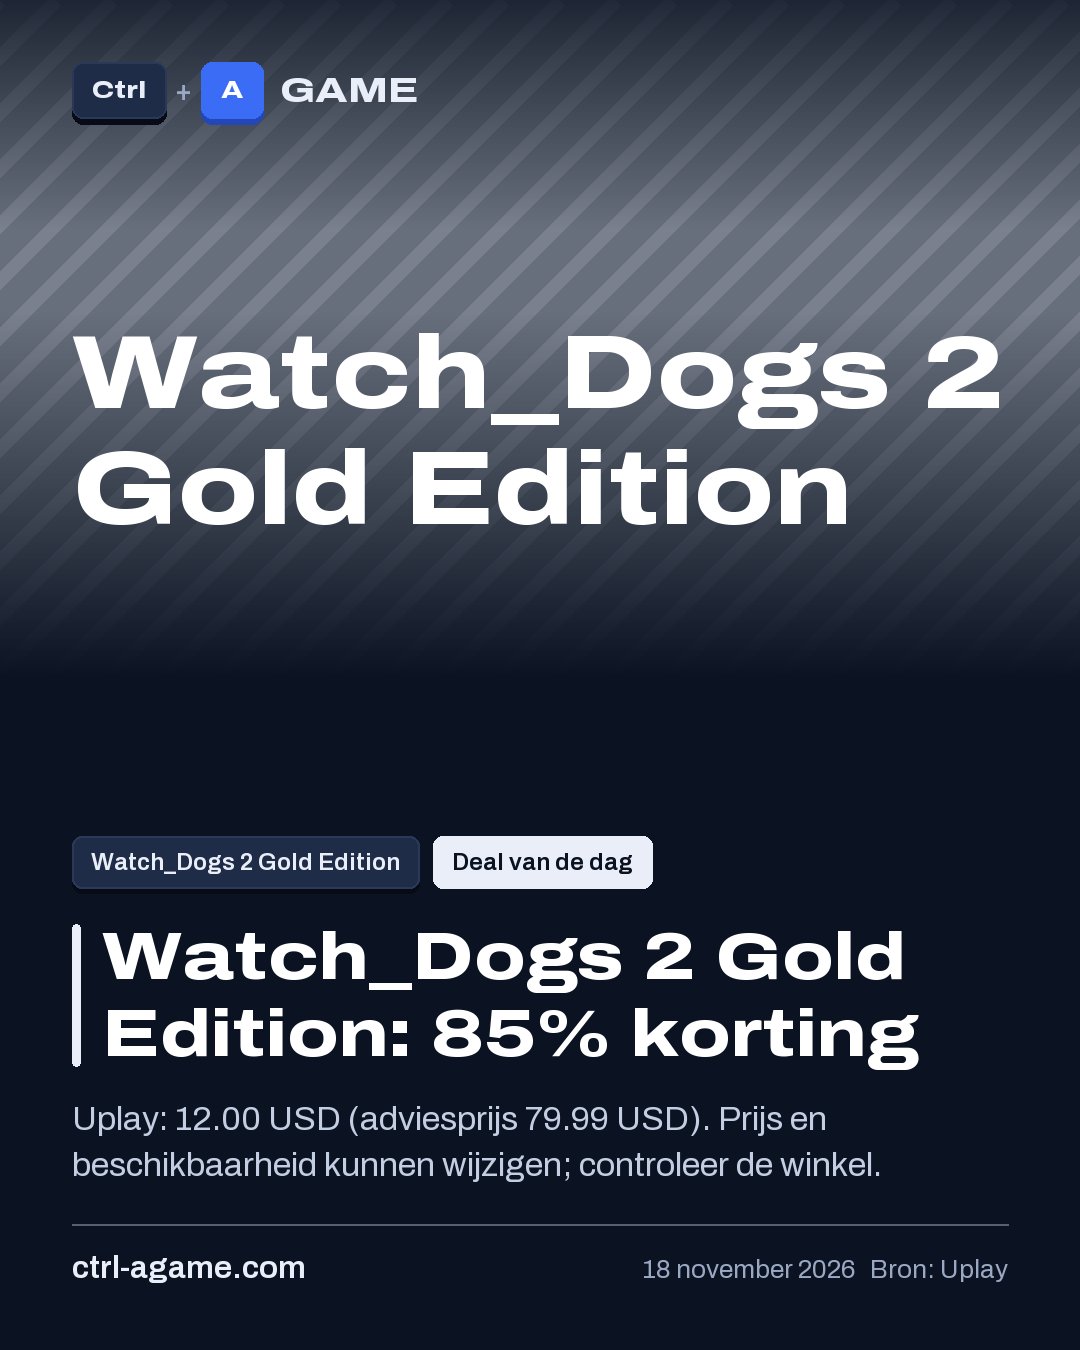 Ctrl + A GAME
Watch_Dogs 2
Gold Edition
Watch_Dogs 2 Gold Edition
Deal van de dag
Watch_Dogs 2 Gold
Edition: 85% korting
Uplay: 12.00 USD (adviesprijs 79.99 USD). Prijs en
beschikbaarheid kunnen wijzigen; controleer de winkel.
ctrl-agame.com
18 november 2026 Bron: Uplay